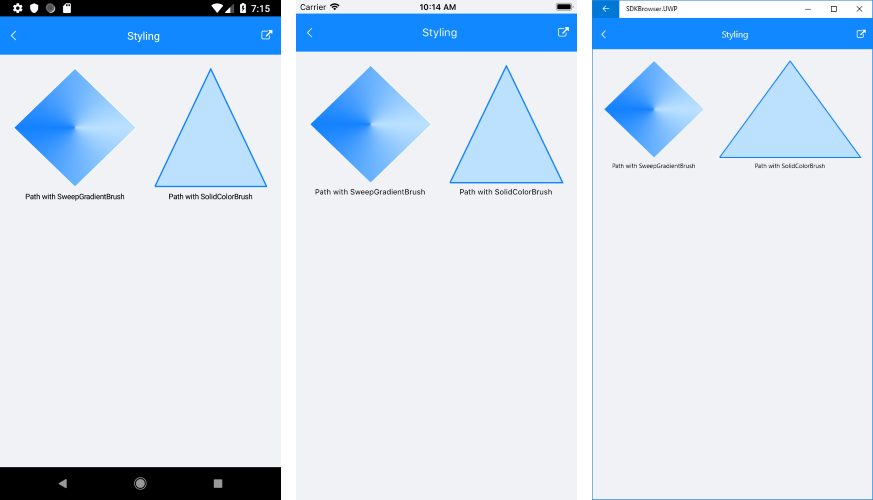 7:15
Styling
Path with SweepGradientBrush
Path with SolidColorBrush
Carrier
10:14 AM
Styling
Path with SweepGradientBrush
Path with SolidColorBrush
SDKBrowser.UWP
Styling
Path with SweepGradientBrush
Path with SolidColorBrush